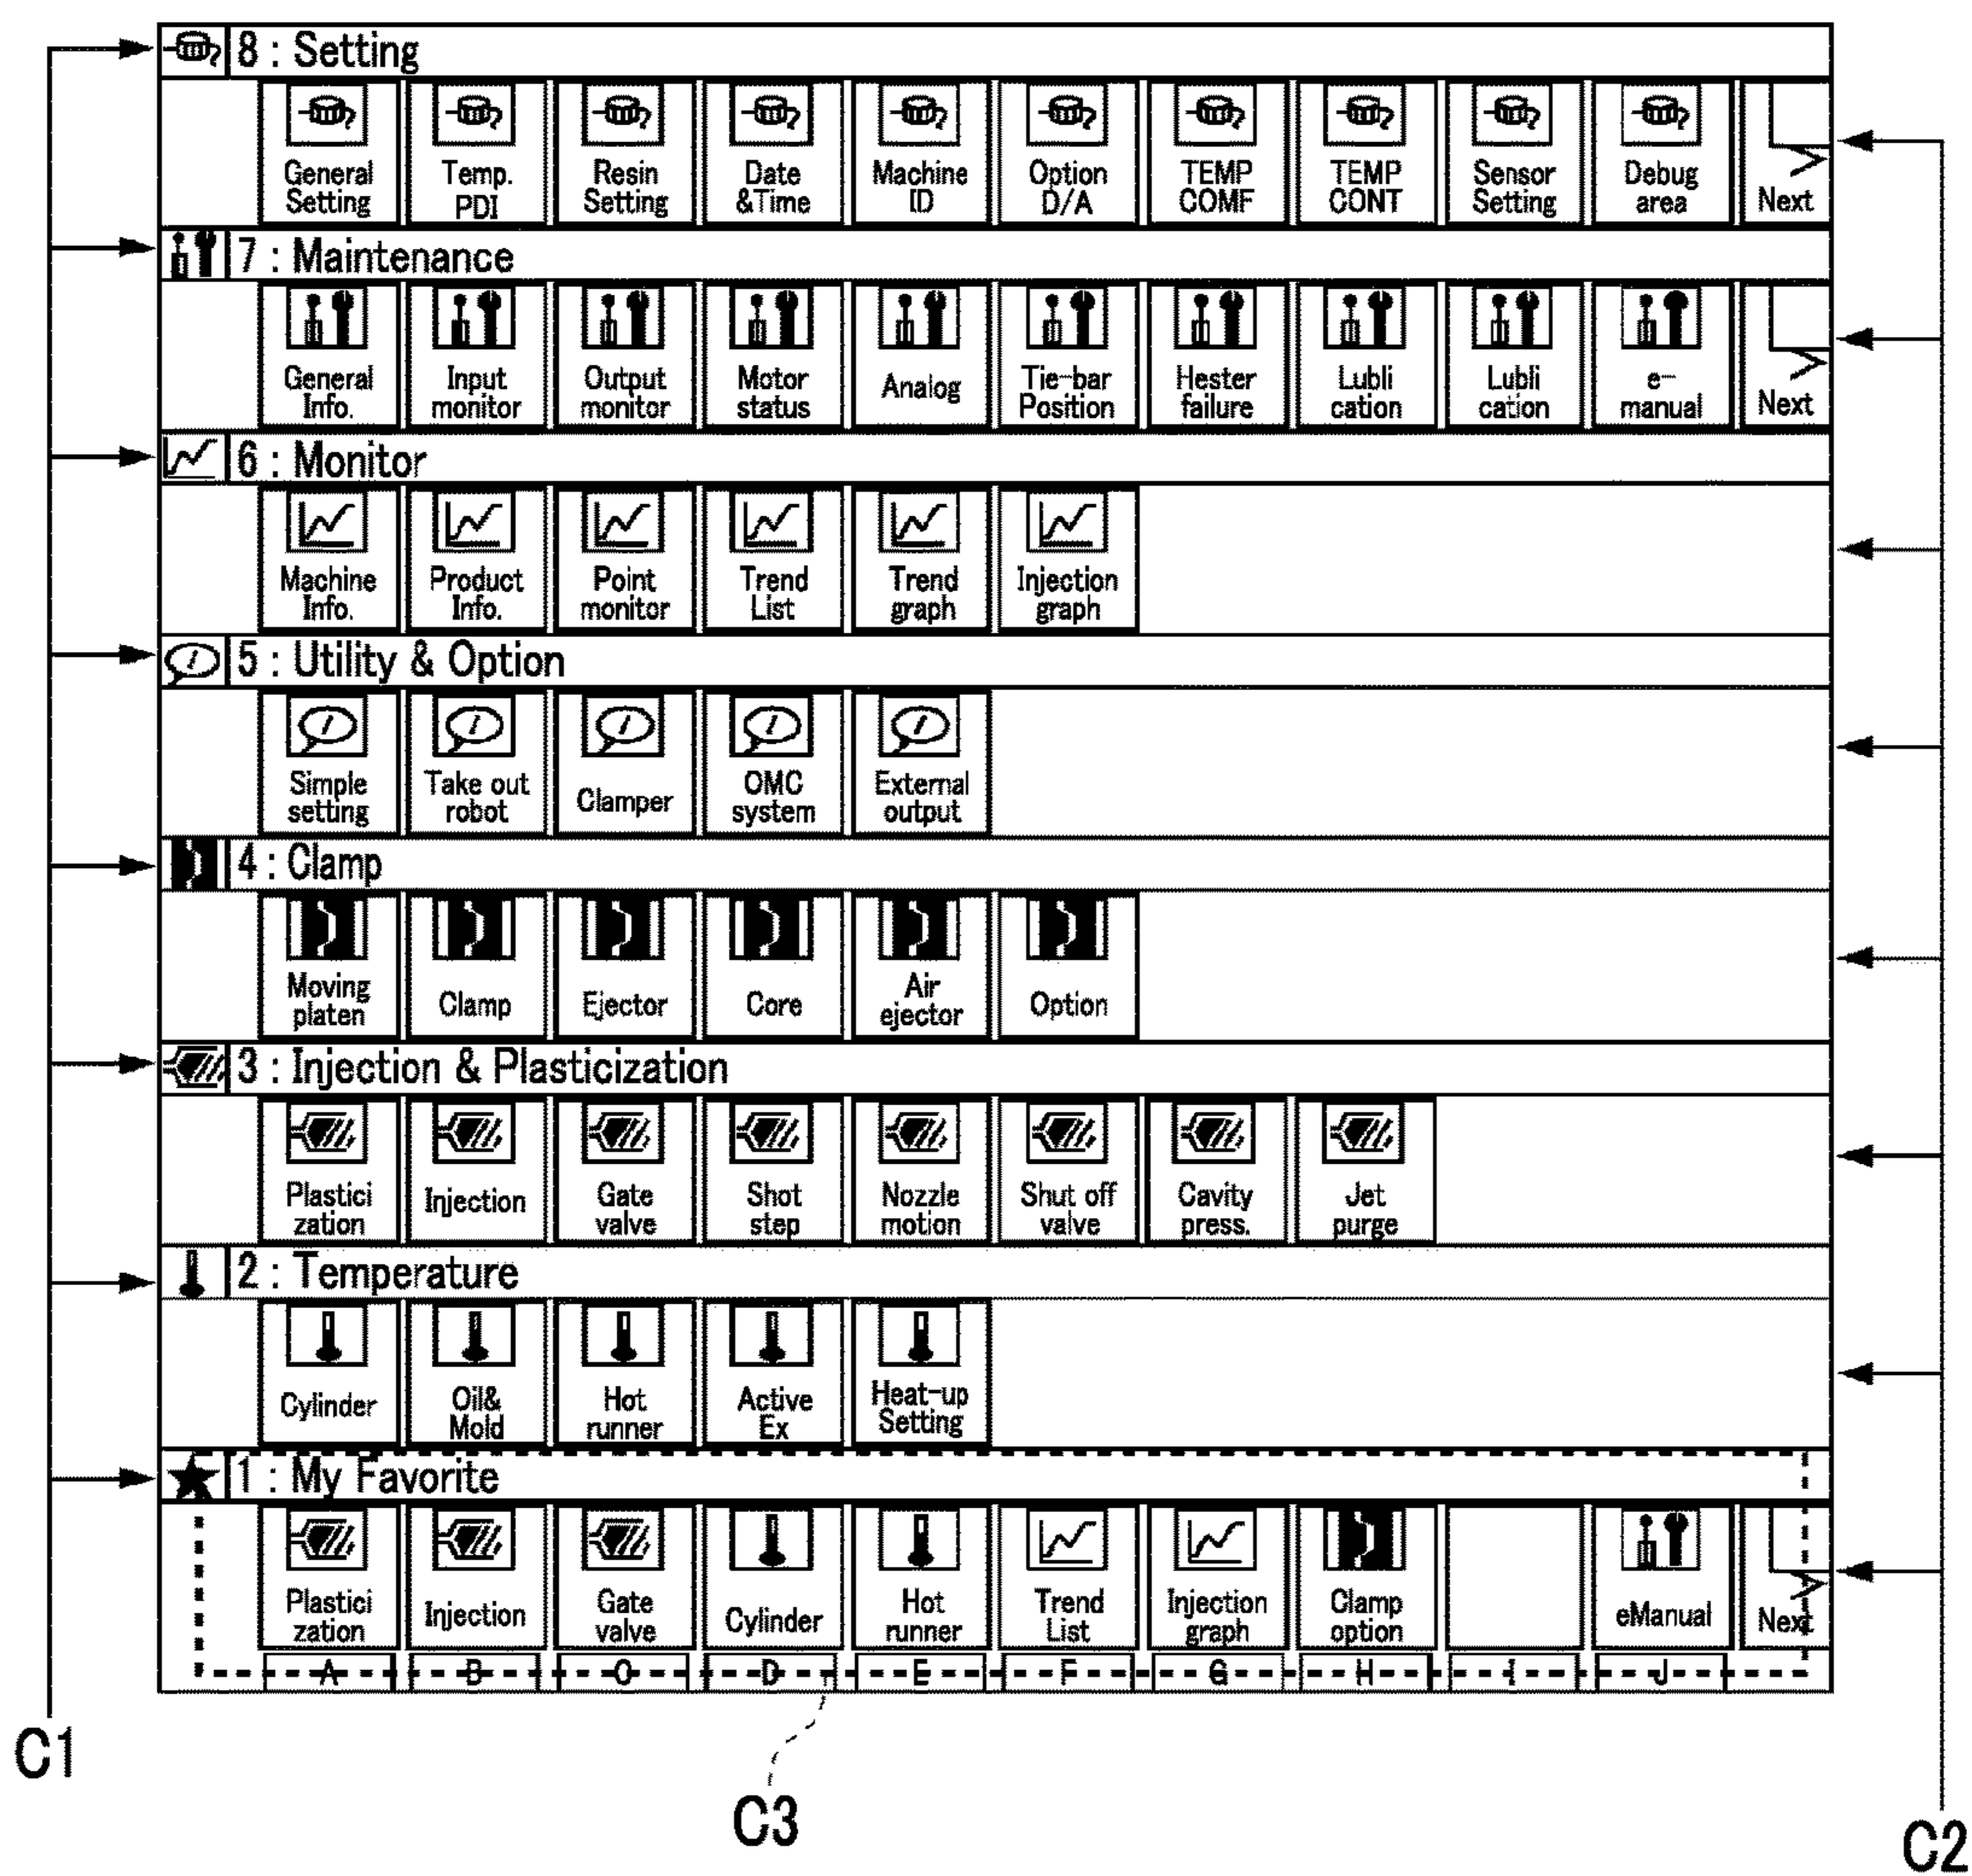 8 : Setting
General Setting
Temp. PDI
Resin Setting
Date &Time
Machine ID
Option D/A
TEMP COMF
TEMP CONT
Sensor Setting
Debug area
Next
7 : Maintenance
General Info.
Input monitor
Output monitor
Motor status
Analog
Tie-bar Position
Hester failure
Lubli cation
Lubli cation
e- manual
Next
6 : Monitor
Machine Info.
Product Info.
Point monitor
Trend List
Trend graph
Injection graph
5 : Utility & Option
Simple setting
Take out robot
Clamper
OMC system
External output
4 : Clamp
Moving platen
Clamp
Ejector
Core
Air ejector
Option
3 : Injection & Plasticization
Plastici zation
Injection
Gate valve
Shot step
Nozzle motion
Shut off valve
Cavity press.
Jet purge
2 : Temperature
Cylinder
Oil& Mold
Hot runner
Active Ex
Heat-up Setting
1 : My Favorite
Plastici zation
Injection
Gate valve
Cylinder
Hot runner
Trend List
Injection graph
Clamp option
eManual
Next
A B C D E F G H I J
C1
C3
C2